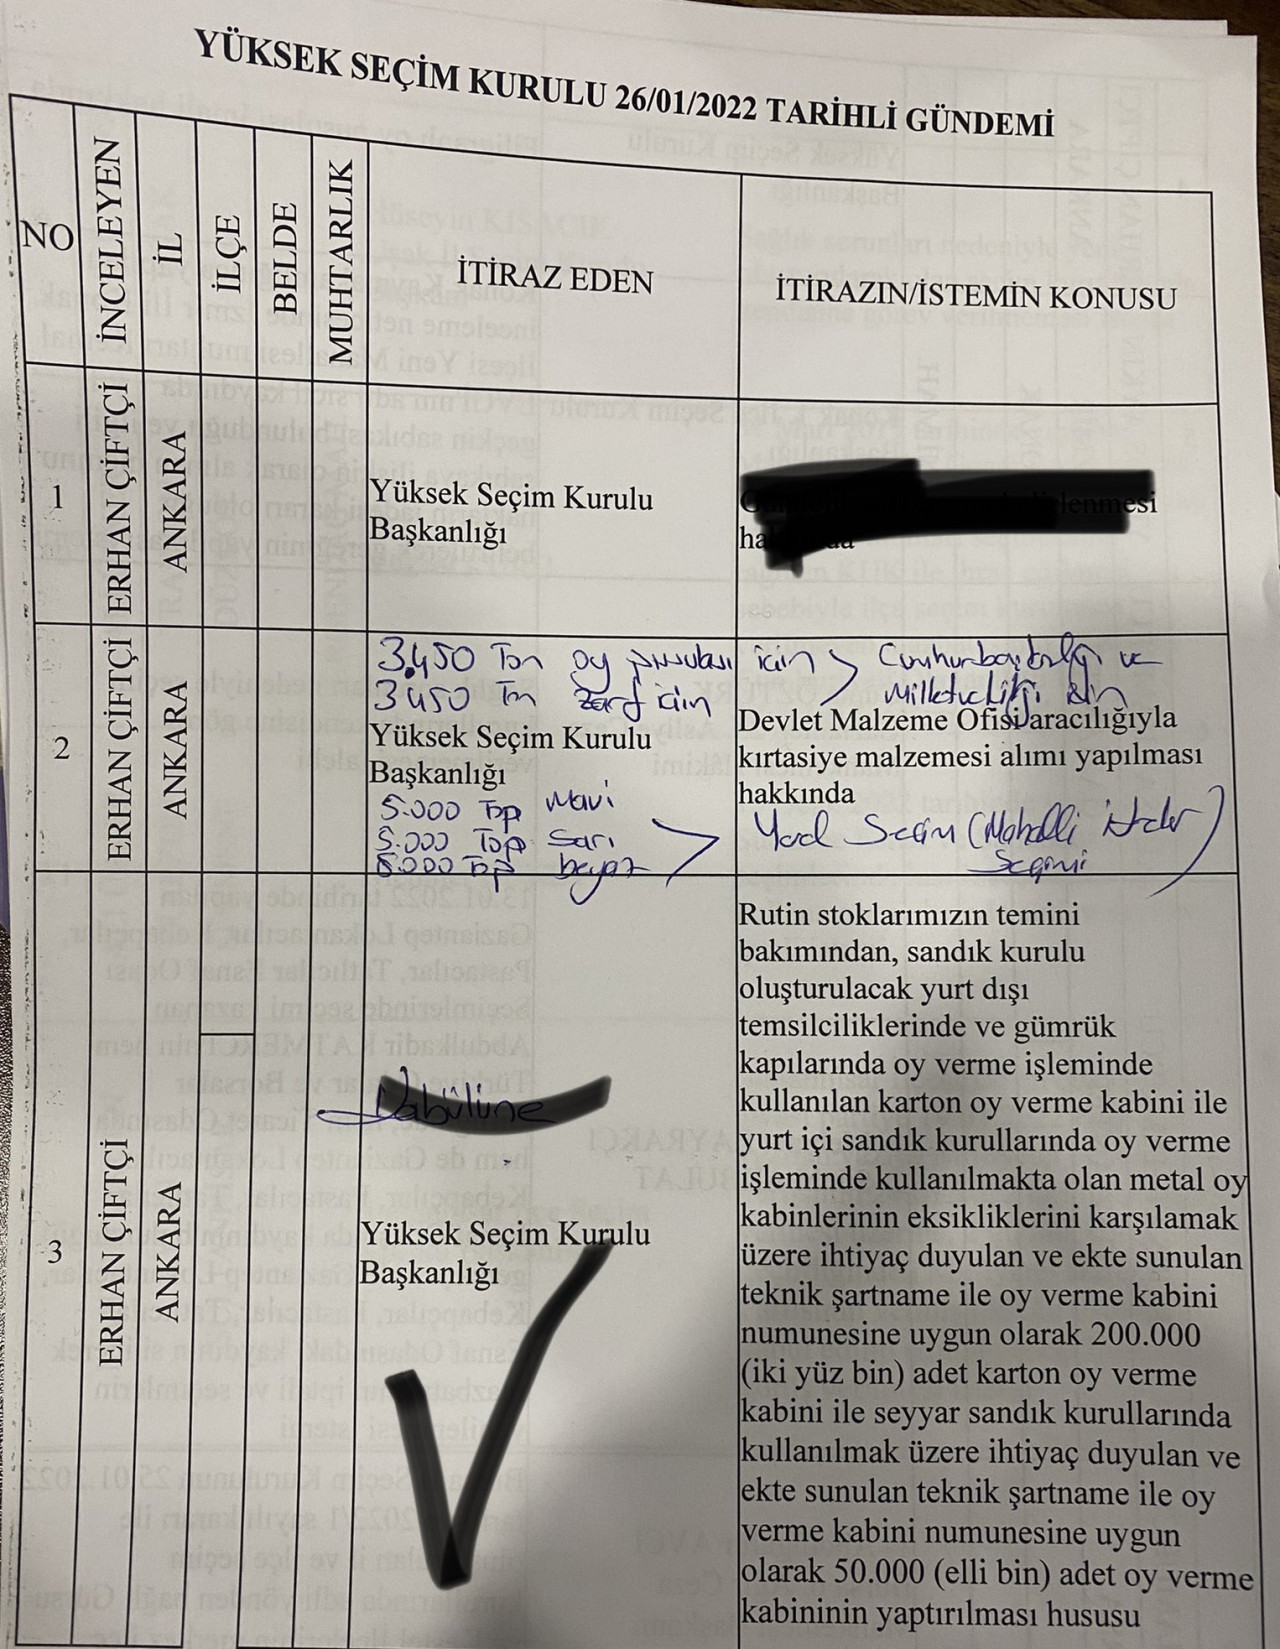 YÜKSEK SEÇİM KURULU 26/01/2022 TARİHLİ GÜNDEMİ
NO
İNCELEYEN
İL
İLÇE
BELDE
MUHTARLIK
İTİRAZ EDEN
İTİRAZIN/İSTEMİN KONUSU
1
ERHAN ÇİFTÇİ
ANKARA
Yüksek Seçim Kurulu
Başkanlığı
lenmesi
2
ERHAN ÇİFTÇİ
ANKARA
3.450 Ton oy pusulası için > Cumhurbaşkanlığı ve
3450 Ton zarf için Milletvekilliği için
Yüksek Seçim Kurulu
Başkanlığı
5.000 Top Mavi
5.000 Top Sarı
5.000 Top beyaz
Devlet Malzeme Ofisi aracılığıyla
kırtasiye malzemesi alımı yapılması
hakkında
Yerel Seçim (Mahalli İdareler
Seçimi)
3
ERHAN ÇİFTÇİ
ANKARA
Kabülüne
Yüksek Seçim Kurulu
Başkanlığı
Rutin stoklarımızın temini
bakımından, sandık kurulu
oluşturulacak yurt dışı
temsilciliklerinde ve gümrük
kapılarında oy verme işleminde
kullanılan karton oy verme kabini ile
yurt içi sandık kurullarında oy verme
işleminde kullanılmakta olan metal oy
kabinlerinin eksikliklerini karşılamak
üzere ihtiyaç duyulan ve ekte sunulan
teknik şartname ile oy verme kabini
numunesine uygun olarak 200.000
(iki yüz bin) adet karton oy verme
kabini ile seyyar sandık kurullarında
kullanılmak üzere ihtiyaç duyulan ve
ekte sunulan teknik şartname ile oy
verme kabini numunesine uygun
olarak 50.000 (elli bin) adet oy verme
kabininin yaptırılması hususu